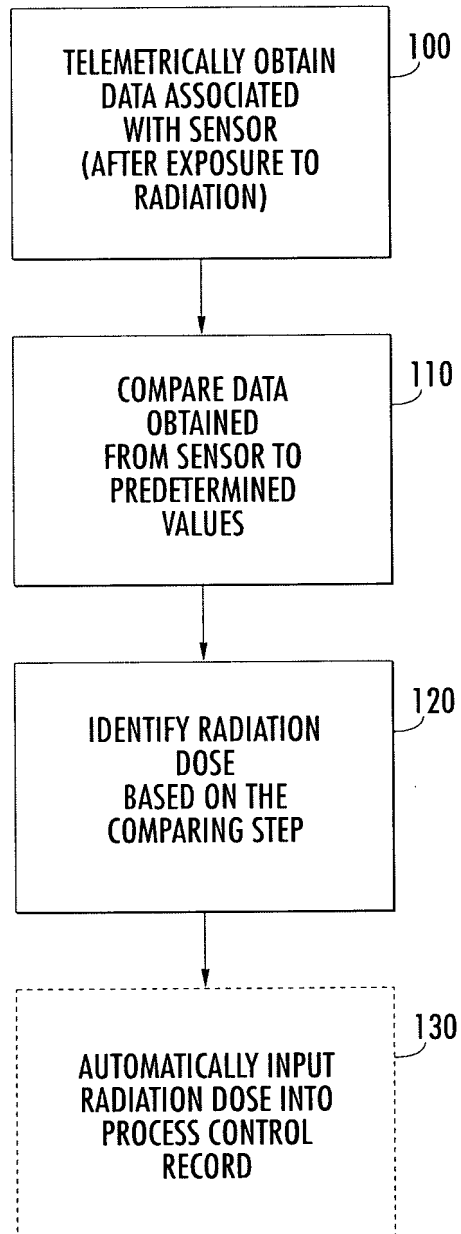 100
TELEMETRICALLY OBTAIN
DATA ASSOCIATED
WITH SENSOR
(AFTER EXPOSURE TO
RADIATION)
110
COMPARE DATA
OBTAINED
FROM SENSOR TO
PREDETERMINED
VALUES
120
IDENTIFY RADIATION
DOSE
BASED ON THE
COMPARING STEP
130
AUTOMATICALLY INPUT
RADIATION DOSE INTO
PROCESS CONTROL
RECORD